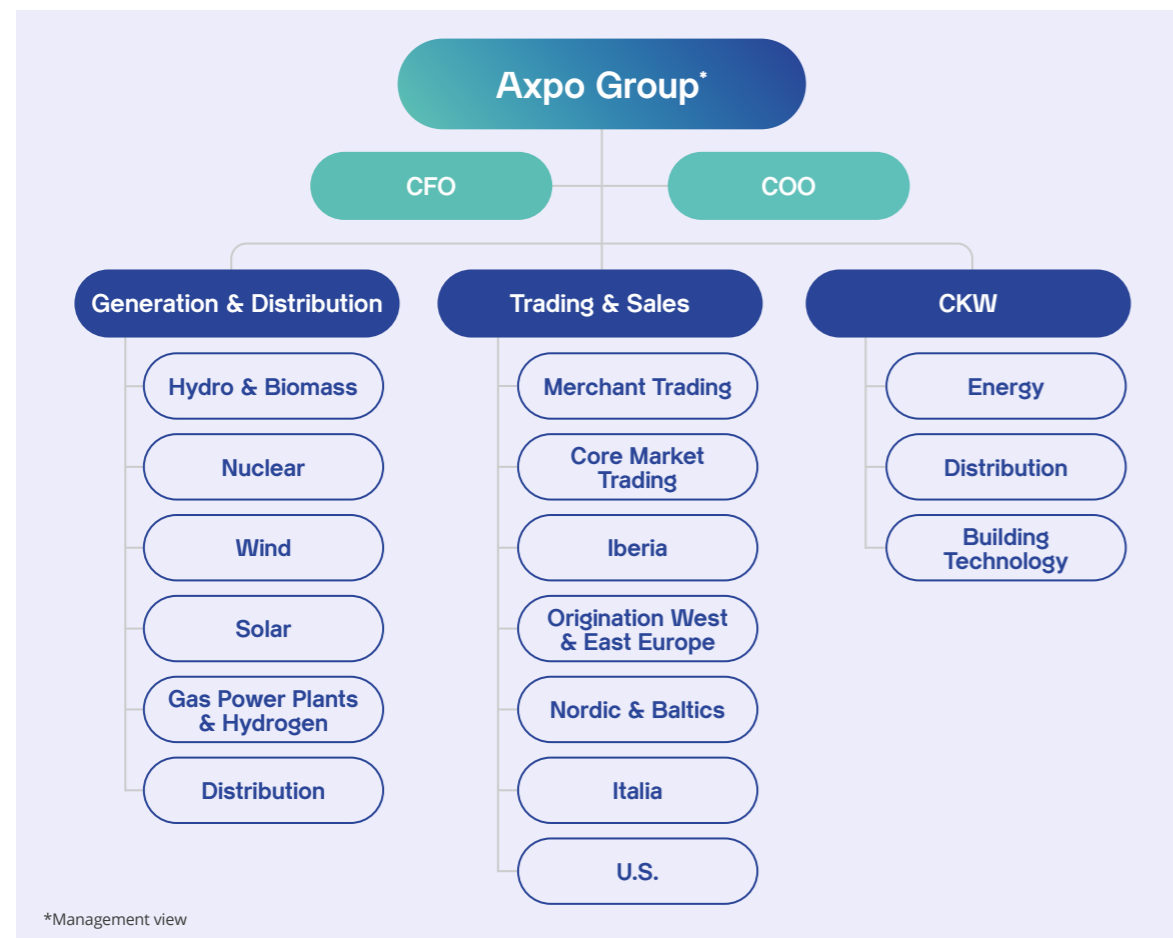 Axpo Group*
CFO
COO
Generation & Distribution
Hydro & Biomass
Nuclear
Wind
Solar
Gas Power Plants
& Hydrogen
Distribution
Trading & Sales
Merchant Trading
Core Market
Trading
Iberia
Origination West
& East Europe
Nordic & Baltics
Italia
U.S.
CKW
Energy
Distribution
Building
Technology
*Management view